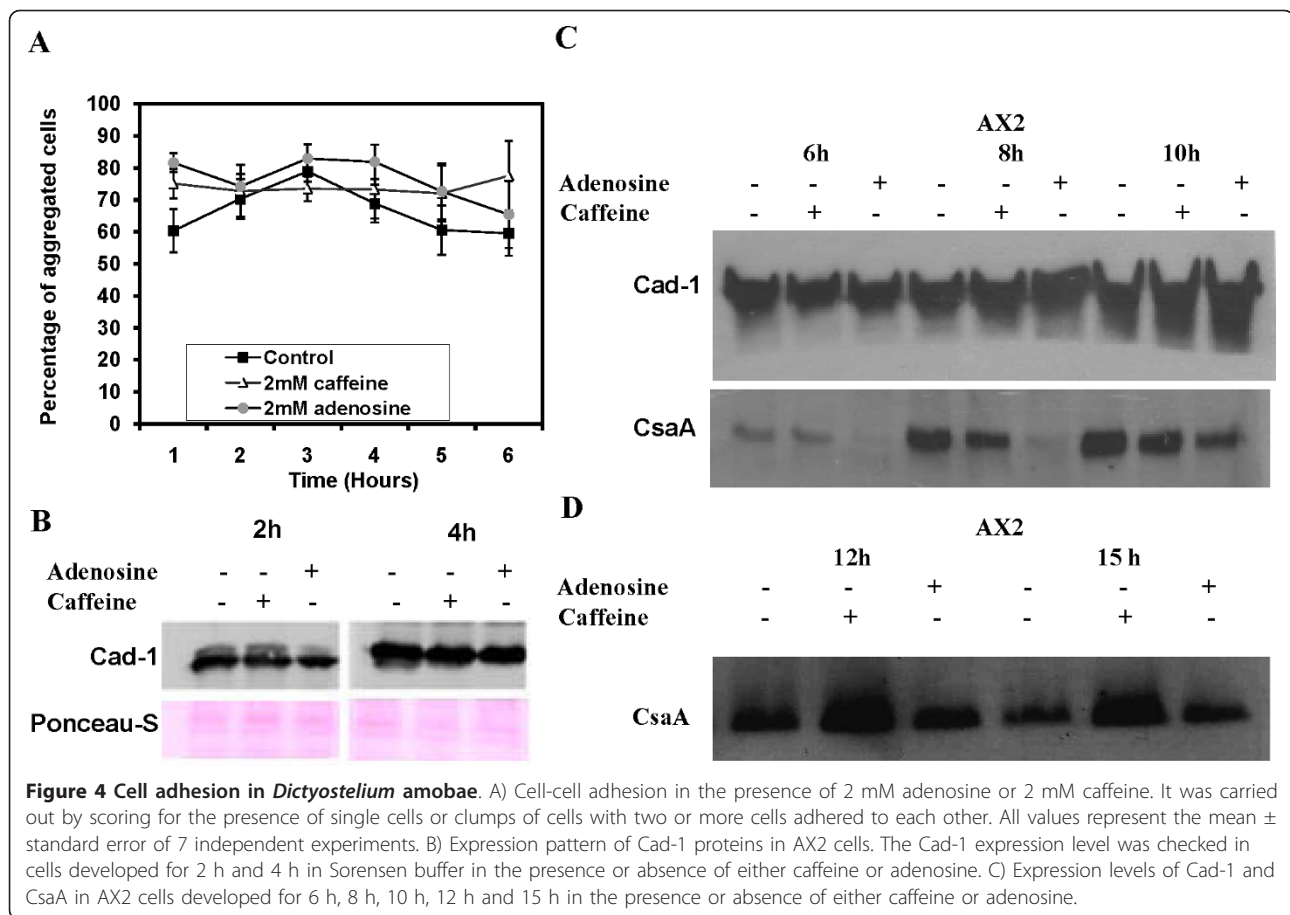 A
Percentage of aggregated cells
100
90
80
70
60
50
40
30
20
10
0
Control
2mM caffeine
2mM adenosine
1 2 3 4 5 6
Time (Hours)
B
2h 4h
Adenosine - - + - - +
Caffeine - + - - + -
Cad-1
Ponceau-S
C
AX2
6h 8h 10h
Adenosine - - + - - + - - +
Caffeine - + - - + - - + -
Cad-1
CsaA
D
AX2
12h 15 h
Adenosine - - + - - +
Caffeine - + - - + -
CsaA
Figure 4 Cell adhesion in Dictyostelium amobae. A) Cell-cell adhesion in the presence of 2 mM adenosine or 2 mM caffeine. It was carried
out by scoring for the presence of single cells or clumps of cells with two or more cells adhered to each other. All values represent the mean ±
standard error of 7 independent experiments. B) Expression pattern of Cad-1 proteins in AX2 cells. The Cad-1 expression level was checked in
cells developed for 2 h and 4 h in Sorensen buffer in the presence or absence of either caffeine or adenosine. C) Expression levels of Cad-1 and
CsaA in AX2 cells developed for 6 h, 8 h, 10 h, 12 h and 15 h in the presence or absence of either caffeine or adenosine.